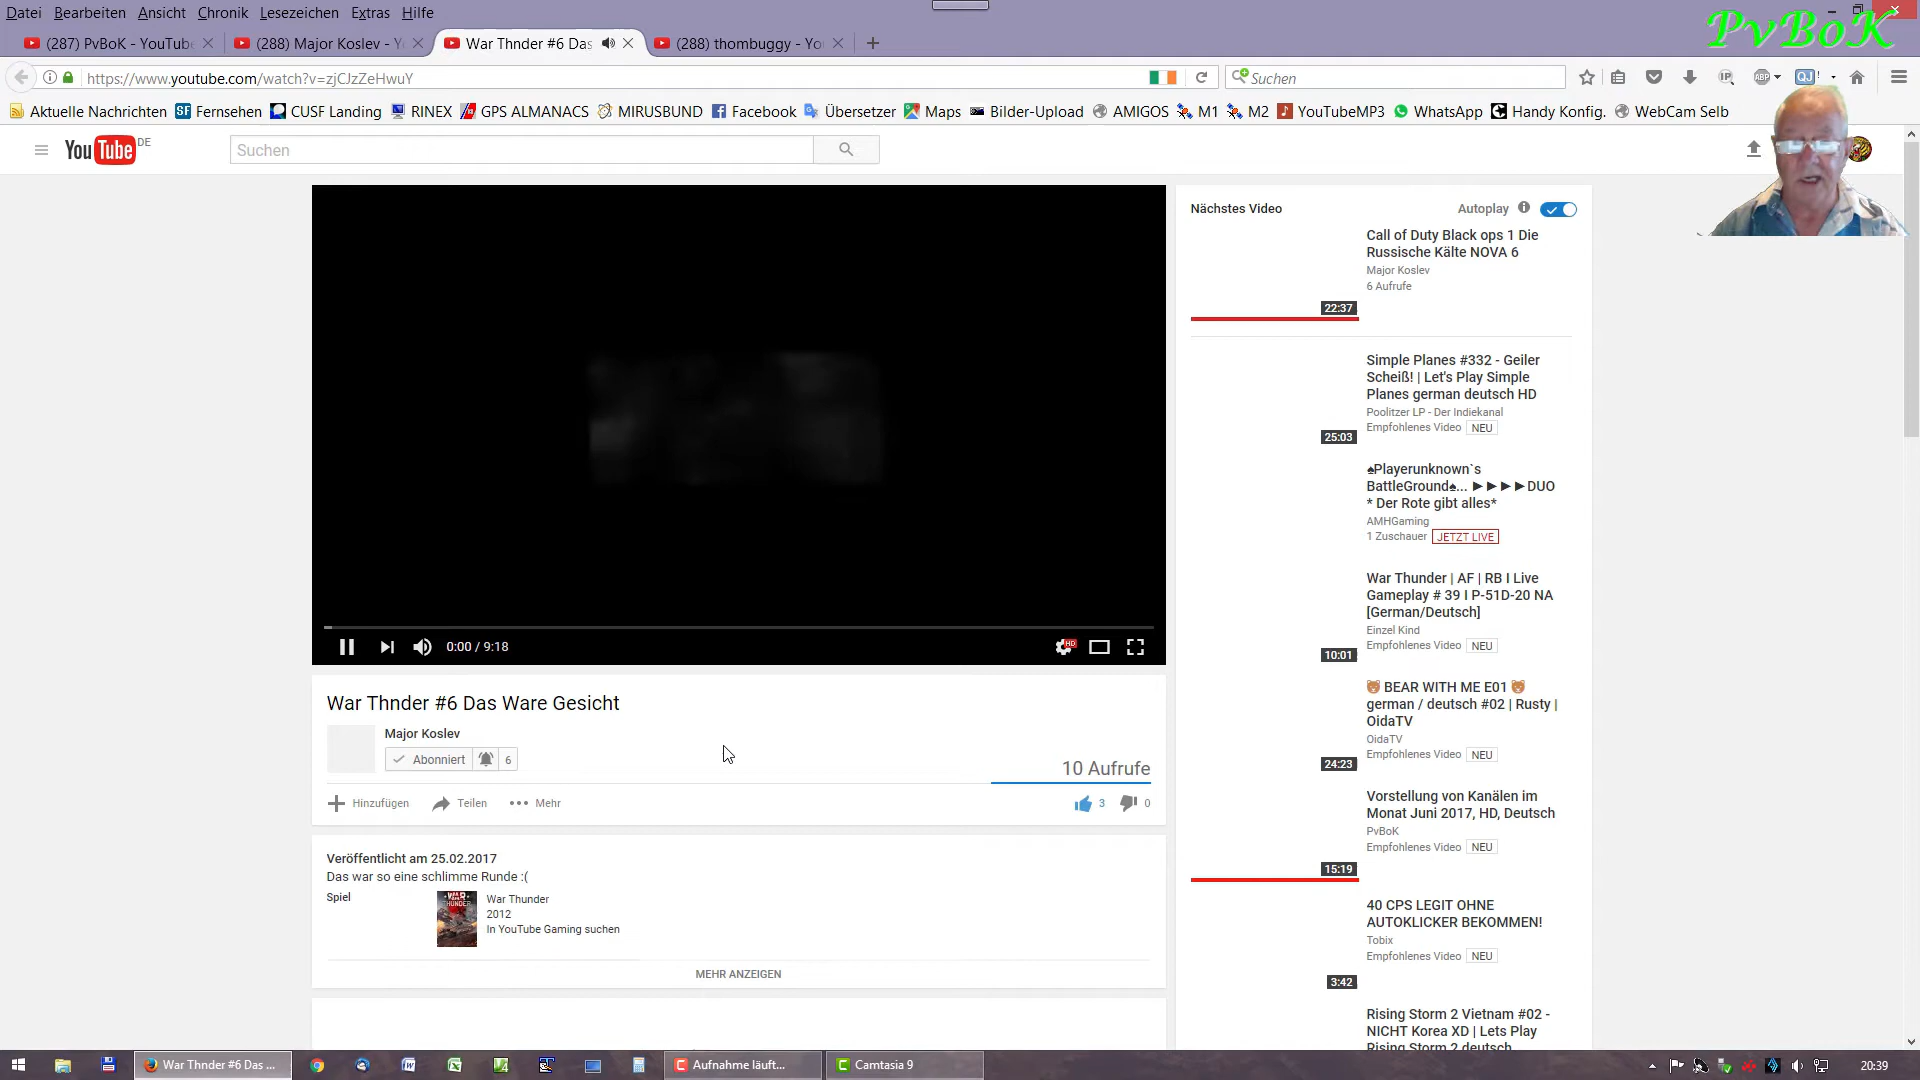 Datei Bearbeiten Ansicht Chronik Lesezeichen Extras Hilfe
PvBoK
(287) PvBoK - YouTube
(288) Major Koslev - Y
War Thnder #6 Das
(288) thombuggy - You
https://www.youtube.com/watch?v=zjCJzZeHwuY
Suchen
Aktuelle Nachrichten SF Fernsehen CUSF Landing RINEX GPS ALMANACS MIRUSBUND Facebook Übersetzer Maps Bilder-Upload AMIGOS M1 M2 YouTubeMP3 WhatsApp Handy Konfig. WebCam Selb
YouTube DE
Suchen
0:00 / 9:18
HD
War Thnder #6 Das Ware Gesicht
Major Koslev
Abonniert 6
10 Aufrufe
Hinzufügen Teilen Mehr
3 0
Veröffentlicht am 25.02.2017
Das war so eine schlimme Runde :(
Spiel
War Thunder
2012
In YouTube Gaming suchen
MEHR ANZEIGEN
Nächstes Video
Autoplay
Call of Duty Black ops 1 Die
Russische Kälte NOVA 6
Major Koslev
6 Aufrufe
22:37
Simple Planes #332 - Geiler
Scheiß! | Let's Play Simple
Planes german deutsch HD
Poolitzer LP - Der Indiekanal
Empfohlenes Video NEU
25:03
♠Playerunknown`s
BattleGround♠... ►►►►DUO
* Der Rote gibt alles*
AMHGaming
1 Zuschauer JETZT LIVE
War Thunder | AF | RB I Live
Gameplay # 39 I P-51D-20 NA
[German/Deutsch]
Einzel Kind
Empfohlenes Video NEU
10:01
🐻 BEAR WITH ME E01 🐻
german / deutsch #02 | Rusty |
OidaTV
OidaTV
Empfohlenes Video NEU
24:23
Vorstellung von Kanälen im
Monat Juni 2017, HD, Deutsch
PvBoK
Empfohlenes Video NEU
15:19
40 CPS LEGIT OHNE
AUTOKLICKER BEKOMMEN!
Tobix
Empfohlenes Video NEU
3:42
Rising Storm 2 Vietnam #02 -
NICHT Korea XD | Lets Play
Rising Storm 2 deutsch
War Thnder #6 Das ...
Aufnahme läuft...
Camtasia 9
20:39